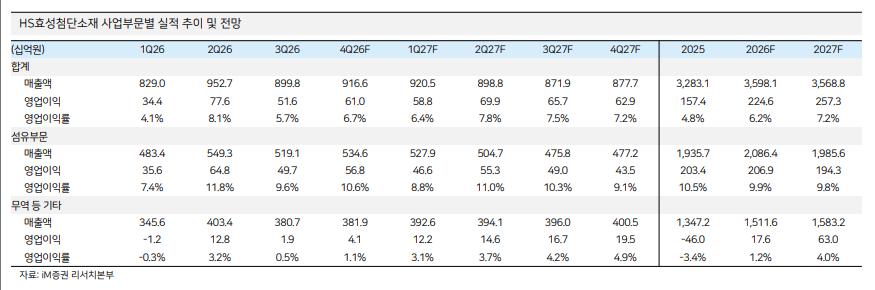 HS효성첨단소재 사업부문별 실적 추이 및 전망
(십억원) 1Q26 2Q26 3Q26 4Q26F 1Q27F 2Q27F 3Q27F 4Q27F 2025 2026F 2027F
합계
매출액 829.0 952.7 899.8 916.6 920.5 898.8 871.9 877.7 3,283.1 3,598.1 3,568.8
영업이익 34.4 77.6 51.6 61.0 58.8 69.9 65.7 62.9 157.4 224.6 257.3
영업이익률 4.1% 8.1% 5.7% 6.7% 6.4% 7.8% 7.5% 7.2% 4.8% 6.2% 7.2%
섬유부문
매출액 483.4 549.3 519.1 534.6 527.9 504.7 475.8 477.2 1,935.7 2,086.4 1,985.6
영업이익 35.6 64.8 49.7 56.8 46.6 55.3 49.0 43.5 203.4 206.9 194.3
영업이익률 7.4% 11.8% 9.6% 10.6% 8.8% 11.0% 10.3% 9.1% 10.5% 9.9% 9.8%
무역 등 기타
매출액 345.6 403.4 380.7 381.9 392.6 394.1 396.0 400.5 1,347.2 1,511.6 1,583.2
영업이익 -1.2 12.8 1.9 4.1 12.2 14.6 16.7 19.5 -46.0 17.6 63.0
영업이익률 -0.3% 3.2% 0.5% 1.1% 3.1% 3.7% 4.2% 4.9% -3.4% 1.2% 4.0%
자료: iM증권 리서치본부